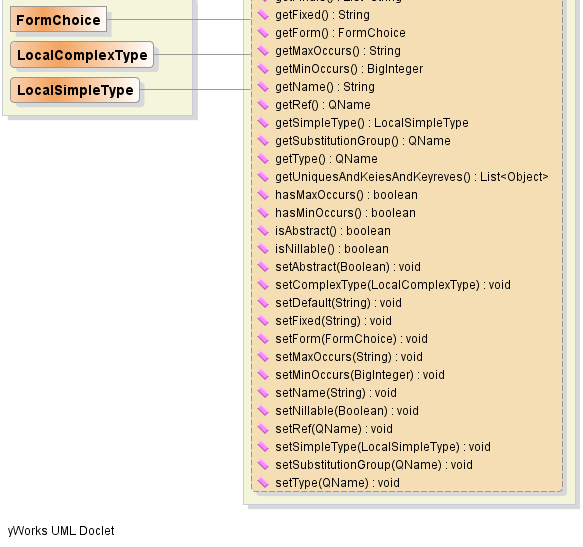 FormChoice
LocalComplexType
LocalSimpleType
getFixed() : String
getForm() : FormChoice
getMaxOccurs() : String
getMinOccurs() : BigInteger
getName() : String
getRef() : QName
getSimpleType() : LocalSimpleType
getSubstitutionGroup() : QName
getType() : QName
getUniquesAndKeiesAndKeyreves() : List<Object>
hasMaxOccurs() : boolean
hasMinOccurs() : boolean
isAbstract() : boolean
isNillable() : boolean
setAbstract(Boolean) : void
setComplexType(LocalComplexType) : void
setDefault(String) : void
setFixed(String) : void
setForm(FormChoice) : void
setMaxOccurs(String) : void
setMinOccurs(BigInteger) : void
setName(String) : void
setNillable(Boolean) : void
setRef(QName) : void
setSimpleType(LocalSimpleType) : void
setSubstitutionGroup(QName) : void
setType(QName) : void
yWorks UML Doclet